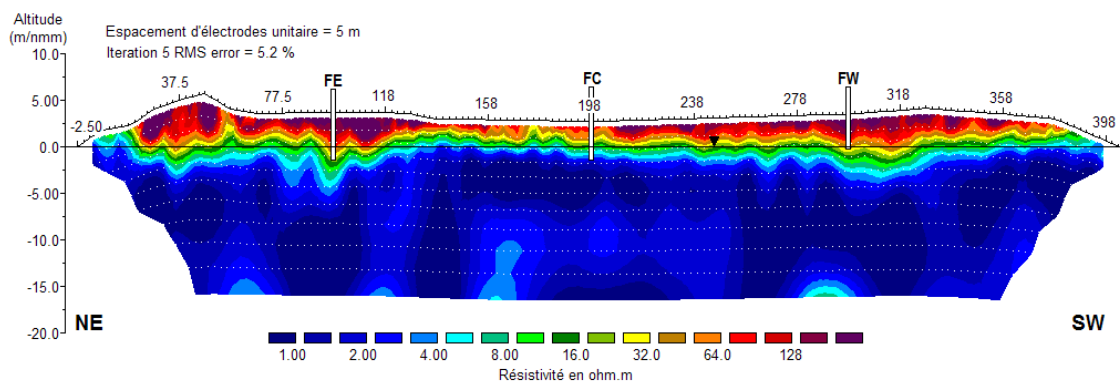 Altitude
(m/nmm)
Espacement d'électrodes unitaire = 5 m
Iteration 5 RMS error = 5.2 %
10.0
5.00
0.0
-5.00
-10.0
-15.0
-20.0
-2.50
37.5
77.5
FE
118
158
FC
198
238
278
FW
318
358
398
NE
SW
1.00
2.00
4.00
8.00
16.0
32.0
64.0
128
Résistivité en ohm.m